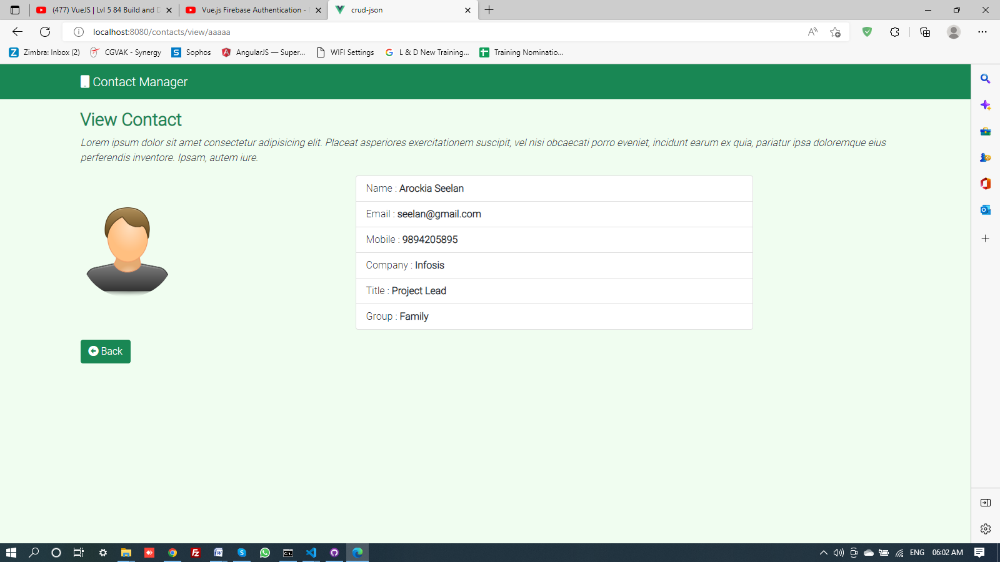 (477) VueJS | Lvl 5 84 Build and D
Vue.js Firebase Authentication -
crud-json
localhost:8080/contacts/view/aaaaa
Zimbra: Inbox (2)
CGVAK - Synergy
Sophos
AngularJS — Super...
WIFI Settings
L & D New Training...
Training Nominatio...
Contact Manager
View Contact
Lorem ipsum dolor sit amet consectetur adipisicing elit. Placeat asperiores exercitationem suscipit, vel nisi obcaecati porro eveniet, incidunt earum ex quia, pariatur ipsa doloremque eius
perferendis inventore. Ipsam, autem iure.
Name : Arockia Seelan
Email : seelan@gmail.com
Mobile : 9894205895
Company : Infosis
Title : Project Lead
Group : Family
Back
ENG
06:02 AM